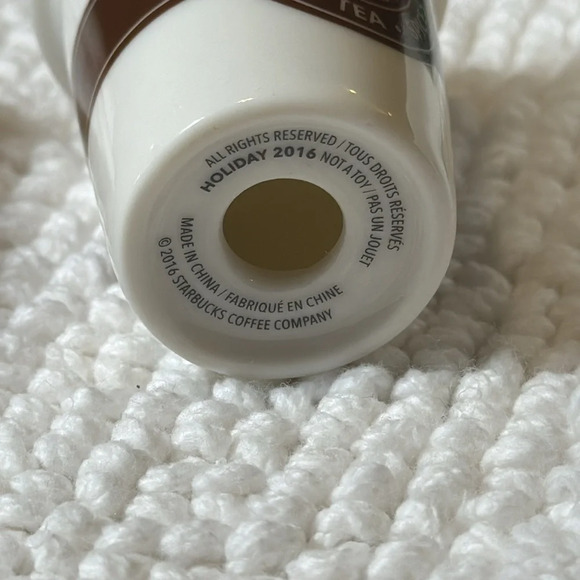 TEA
ALL RIGHTS RESERVED / TOUS DROITS RÉSERVÉS
HOLIDAY 2016 NOT A TOY / PAS UN JOUET
MADE IN CHINA / FABRIQUÉ EN CHINE
© 2016 STARBUCKS COFFEE COMPANY